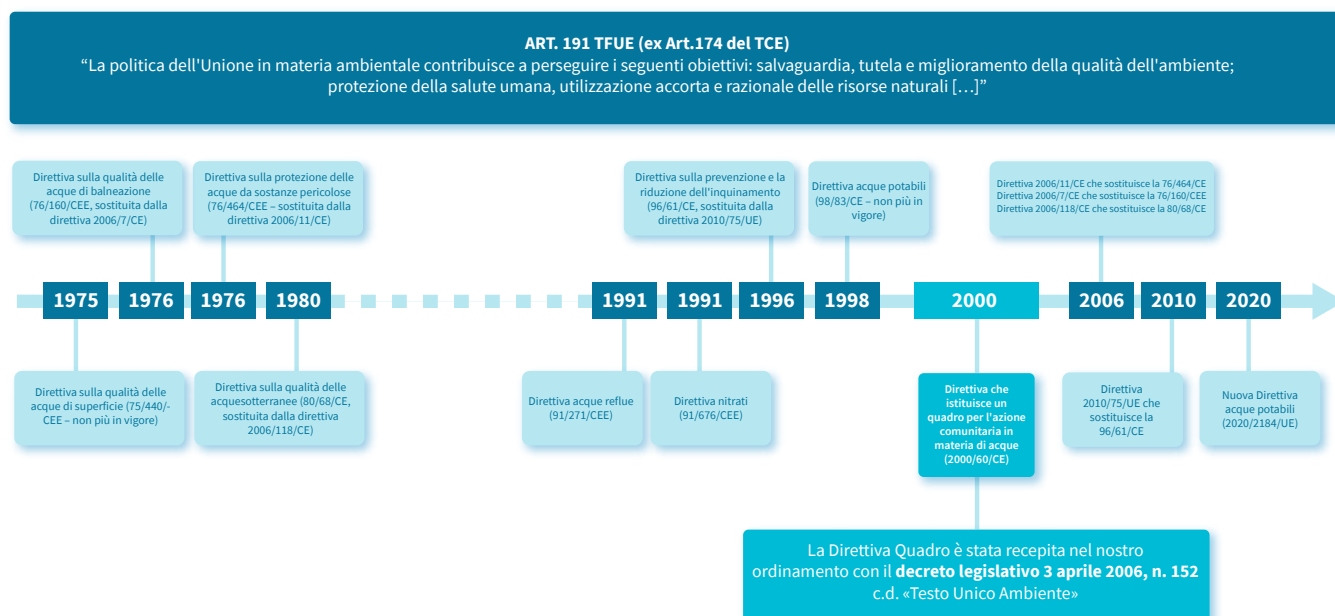 ART. 191 TFUE (ex Art.174 del TCE)
“La politica dell'Unione in materia ambientale contribuisce a perseguire i seguenti obiettivi: salvaguardia, tutela e miglioramento della qualità dell'ambiente;
protezione della salute umana, utilizzazione accorta e razionale delle risorse naturali […]”
Direttiva sulla qualità delle
acque di balneazione
(76/160/CEE, sostituita dalla
direttiva 2006/7/CE)
Direttiva sulla protezione delle
acque da sostanze pericolose
(76/464/CEE – sostituita dalla
direttiva 2006/11/CE)
Direttiva sulla prevenzione e la
riduzione dell’inquinamento
(96/61/CE, sostituita dalla
direttiva 2010/75/UE)
Direttiva acque potabili
(98/83/CE – non più in
vigore)
Direttiva 2006/11/CE che sostituisce la 76/464/CE
Direttiva 2006/7/CE che sostituisce la 76/160/CEE
Direttiva 2006/118/CE che sostituisce la 80/68/CE
1975
1976
1976
1980
1991
1991
1996
1998
2000
2006
2010
2020
Direttiva sulla qualità delle
acque di superficie (75/440/-
CEE – non più in vigore)
Direttiva sulla qualità delle
acquesotterranee (80/68/CE,
sostituita dalla direttiva
2006/118/CE)
Direttiva acque reflue
(91/271/CEE)
Direttiva nitrati
(91/676/CEE)
Direttiva che
istituisce un
quadro per l'azione
comunitaria in
materia di acque
(2000/60/CE)
Direttiva
2010/75/UE che
sostituisce la
96/61/CE
Nuova Direttiva
acque potabili
(2020/2184/UE)
La Direttiva Quadro è stata recepita nel nostro
ordinamento con il decreto legislativo 3 aprile 2006, n. 152
c.d. «Testo Unico Ambiente»